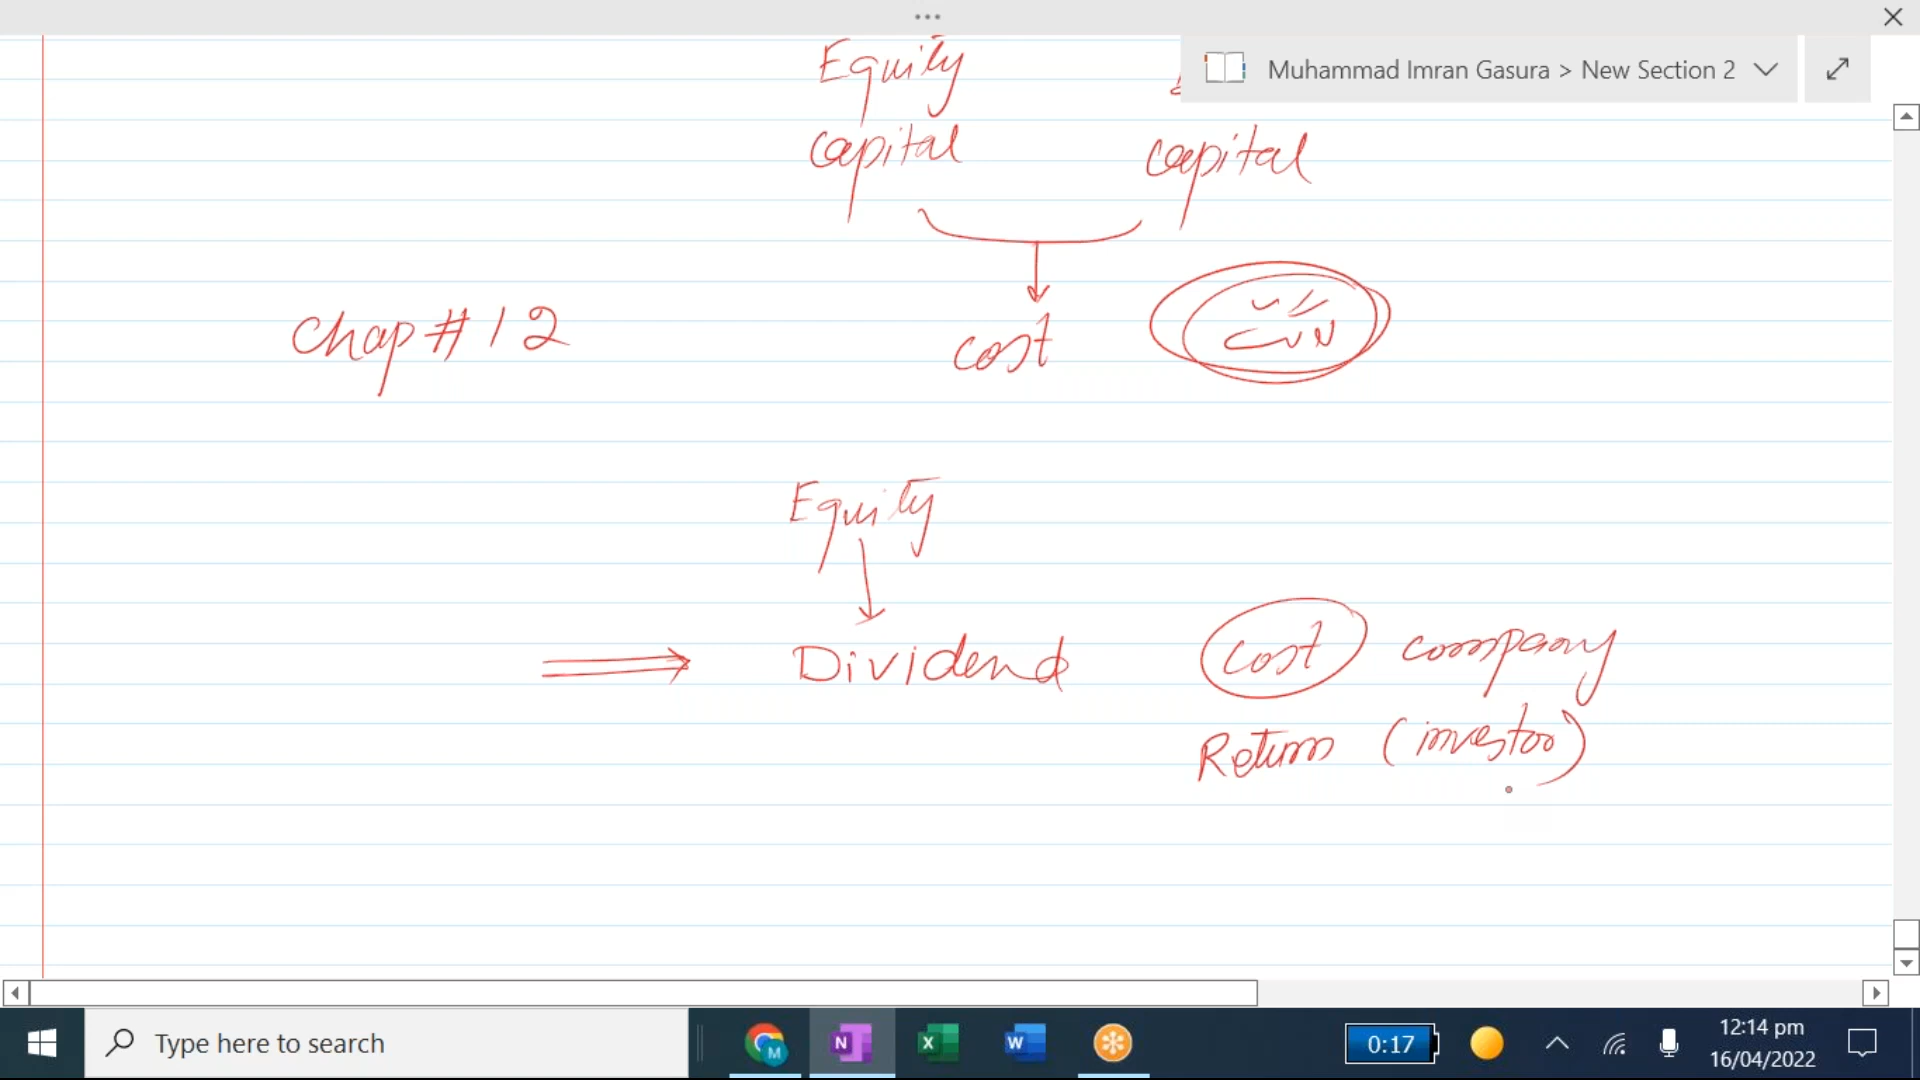 Muhammad Imran Gasura > New Section 2
Equity
capital
capital
Chap # 12
cost
Equity
Dividend
cost company
Return (investor)
Type here to search
0:17
12:14 pm
16/04/2022